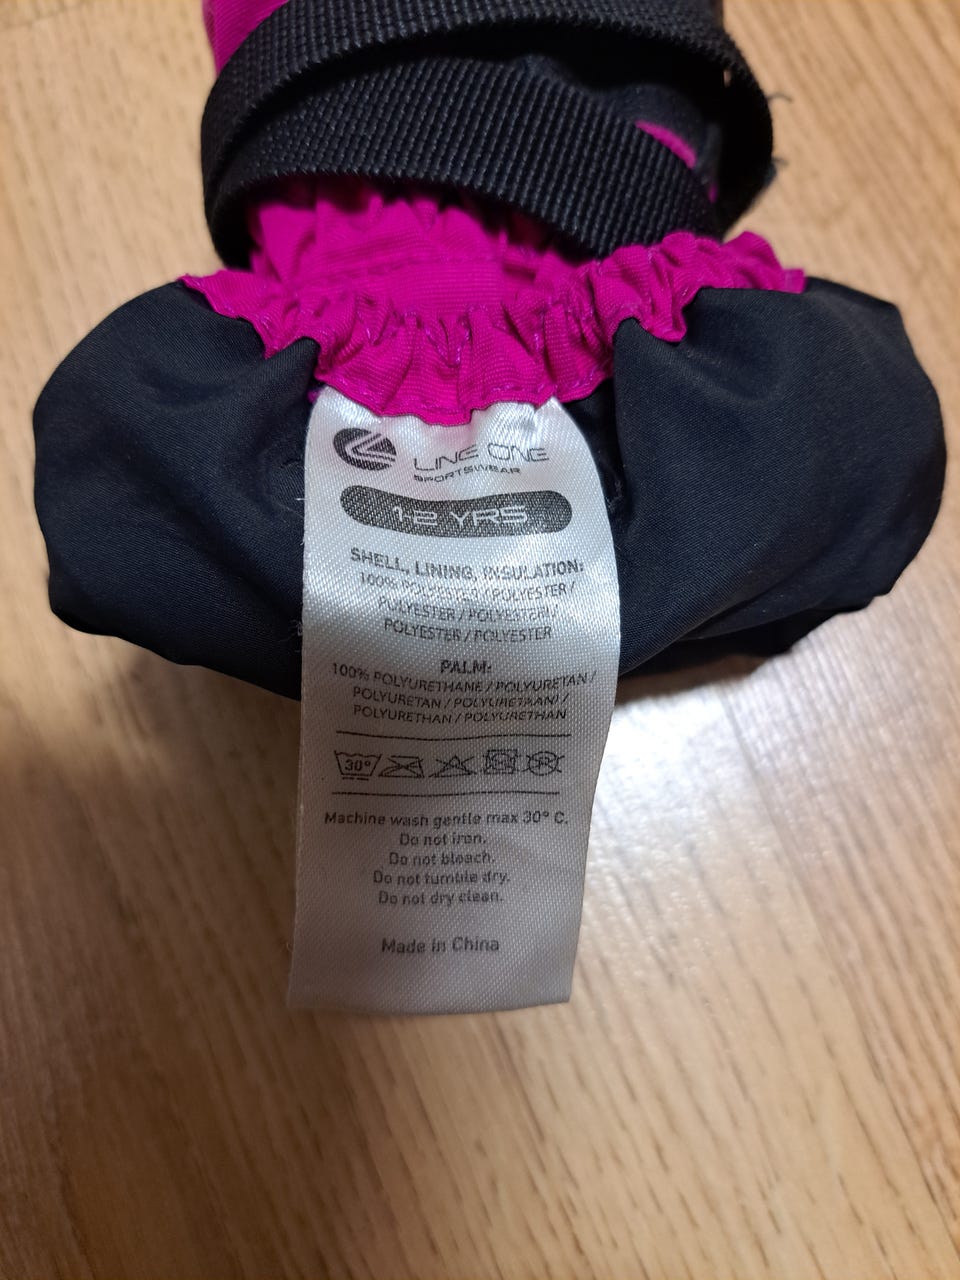 LINE ONE
SPORTSWEAR
1-2 YRS
SHELL, LINING, INSULATION:
100% POLYESTER / POLYESTER /
POLYESTER / POLYESTERI /
POLYESTER / POLYESTER
PALM:
100% POLYURETHANE / POLYURETAN /
POLYURETAN / POLYURETAANI /
POLYURETHAN / POLYURETHAN
30°
Machine wash gentle max 30° C.
Do not iron.
Do not bleach.
Do not tumble dry.
Do not dry clean.
Made in China